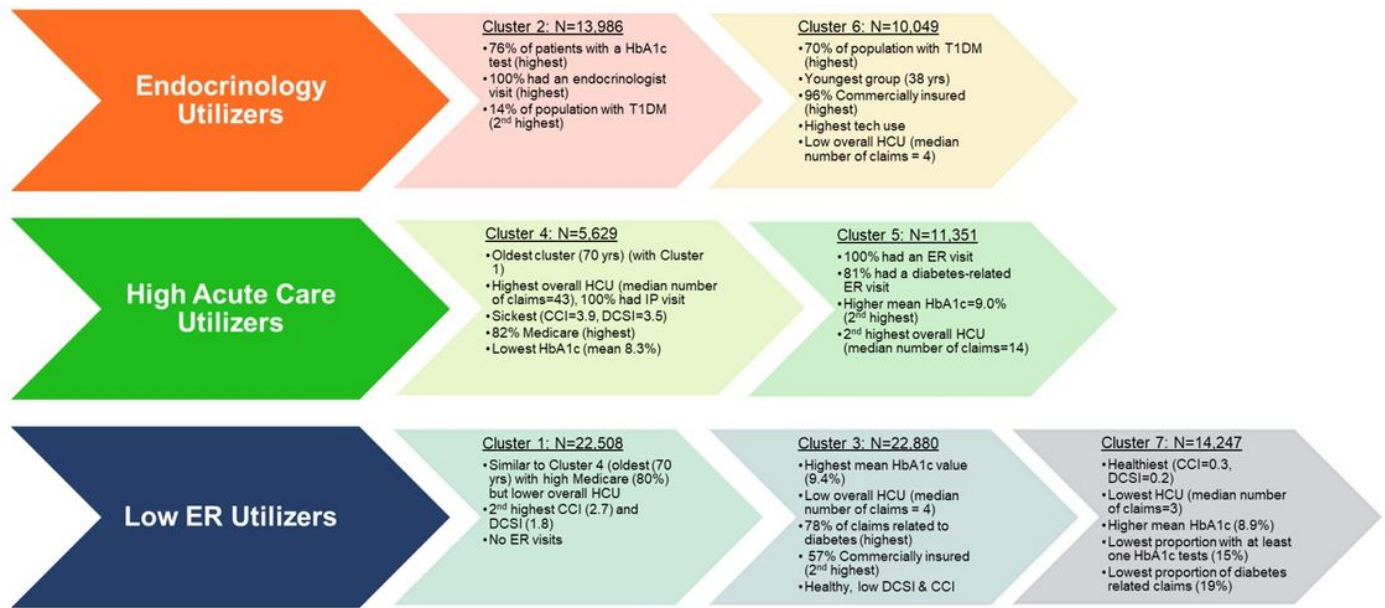 Endocrinology
Utilizers
Cluster 2: N=13,986
•76% of patients with a HbA1c
test (highest)
•100% had an endocrinologist
visit (highest)
•14% of population with T1DM
(2nd highest)
Cluster 6: N=10,049
•70% of population with T1DM
(highest)
•Youngest group (38 yrs)
•96% Commercially insured
(highest)
•Highest tech use
•Low overall HCU (median
number of claims = 4)
High Acute Care
Utilizers
Cluster 4: N=5,629
•Oldest cluster (70 yrs) (with Cluster
1)
•Highest overall HCU (median number
of claims=43), 100% had IP visit
•Sickest (CCI=3.9, DCSI=3.5)
•82% Medicare (highest)
•Lowest HbA1c (mean 8.3%)
Cluster 5: N=11,351
•100% had an ER visit
•81% had a diabetes-related
ER visit
•Higher mean HbA1c=9.0%
(2nd highest)
•2nd highest overall HCU
(median number of claims=14)
Low ER Utilizers
Cluster 1: N=22,508
•Similar to Cluster 4 (oldest (70
yrs) with high Medicare (80%)
but lower overall HCU
•2nd highest CCI (2.7) and
DCSI (1.8)
•No ER visits
Cluster 3: N=22,880
•Highest mean HbA1c value
(9.4%)
•Low overall HCU (median
number of claims = 4)
•78% of claims related to
diabetes (highest)
• 57% Commercially insured
(2nd highest)
•Healthy, low DCSI & CCI
Cluster 7: N=14,247
•Healthiest (CCI=0.3,
DCSI=0.2)
•Lowest HCU (median number
of claims=3)
•Higher mean HbA1c (8.9%)
•Lowest proportion with at least
one HbA1c tests (15%)
•Lowest proportion of diabetes
related claims (19%)